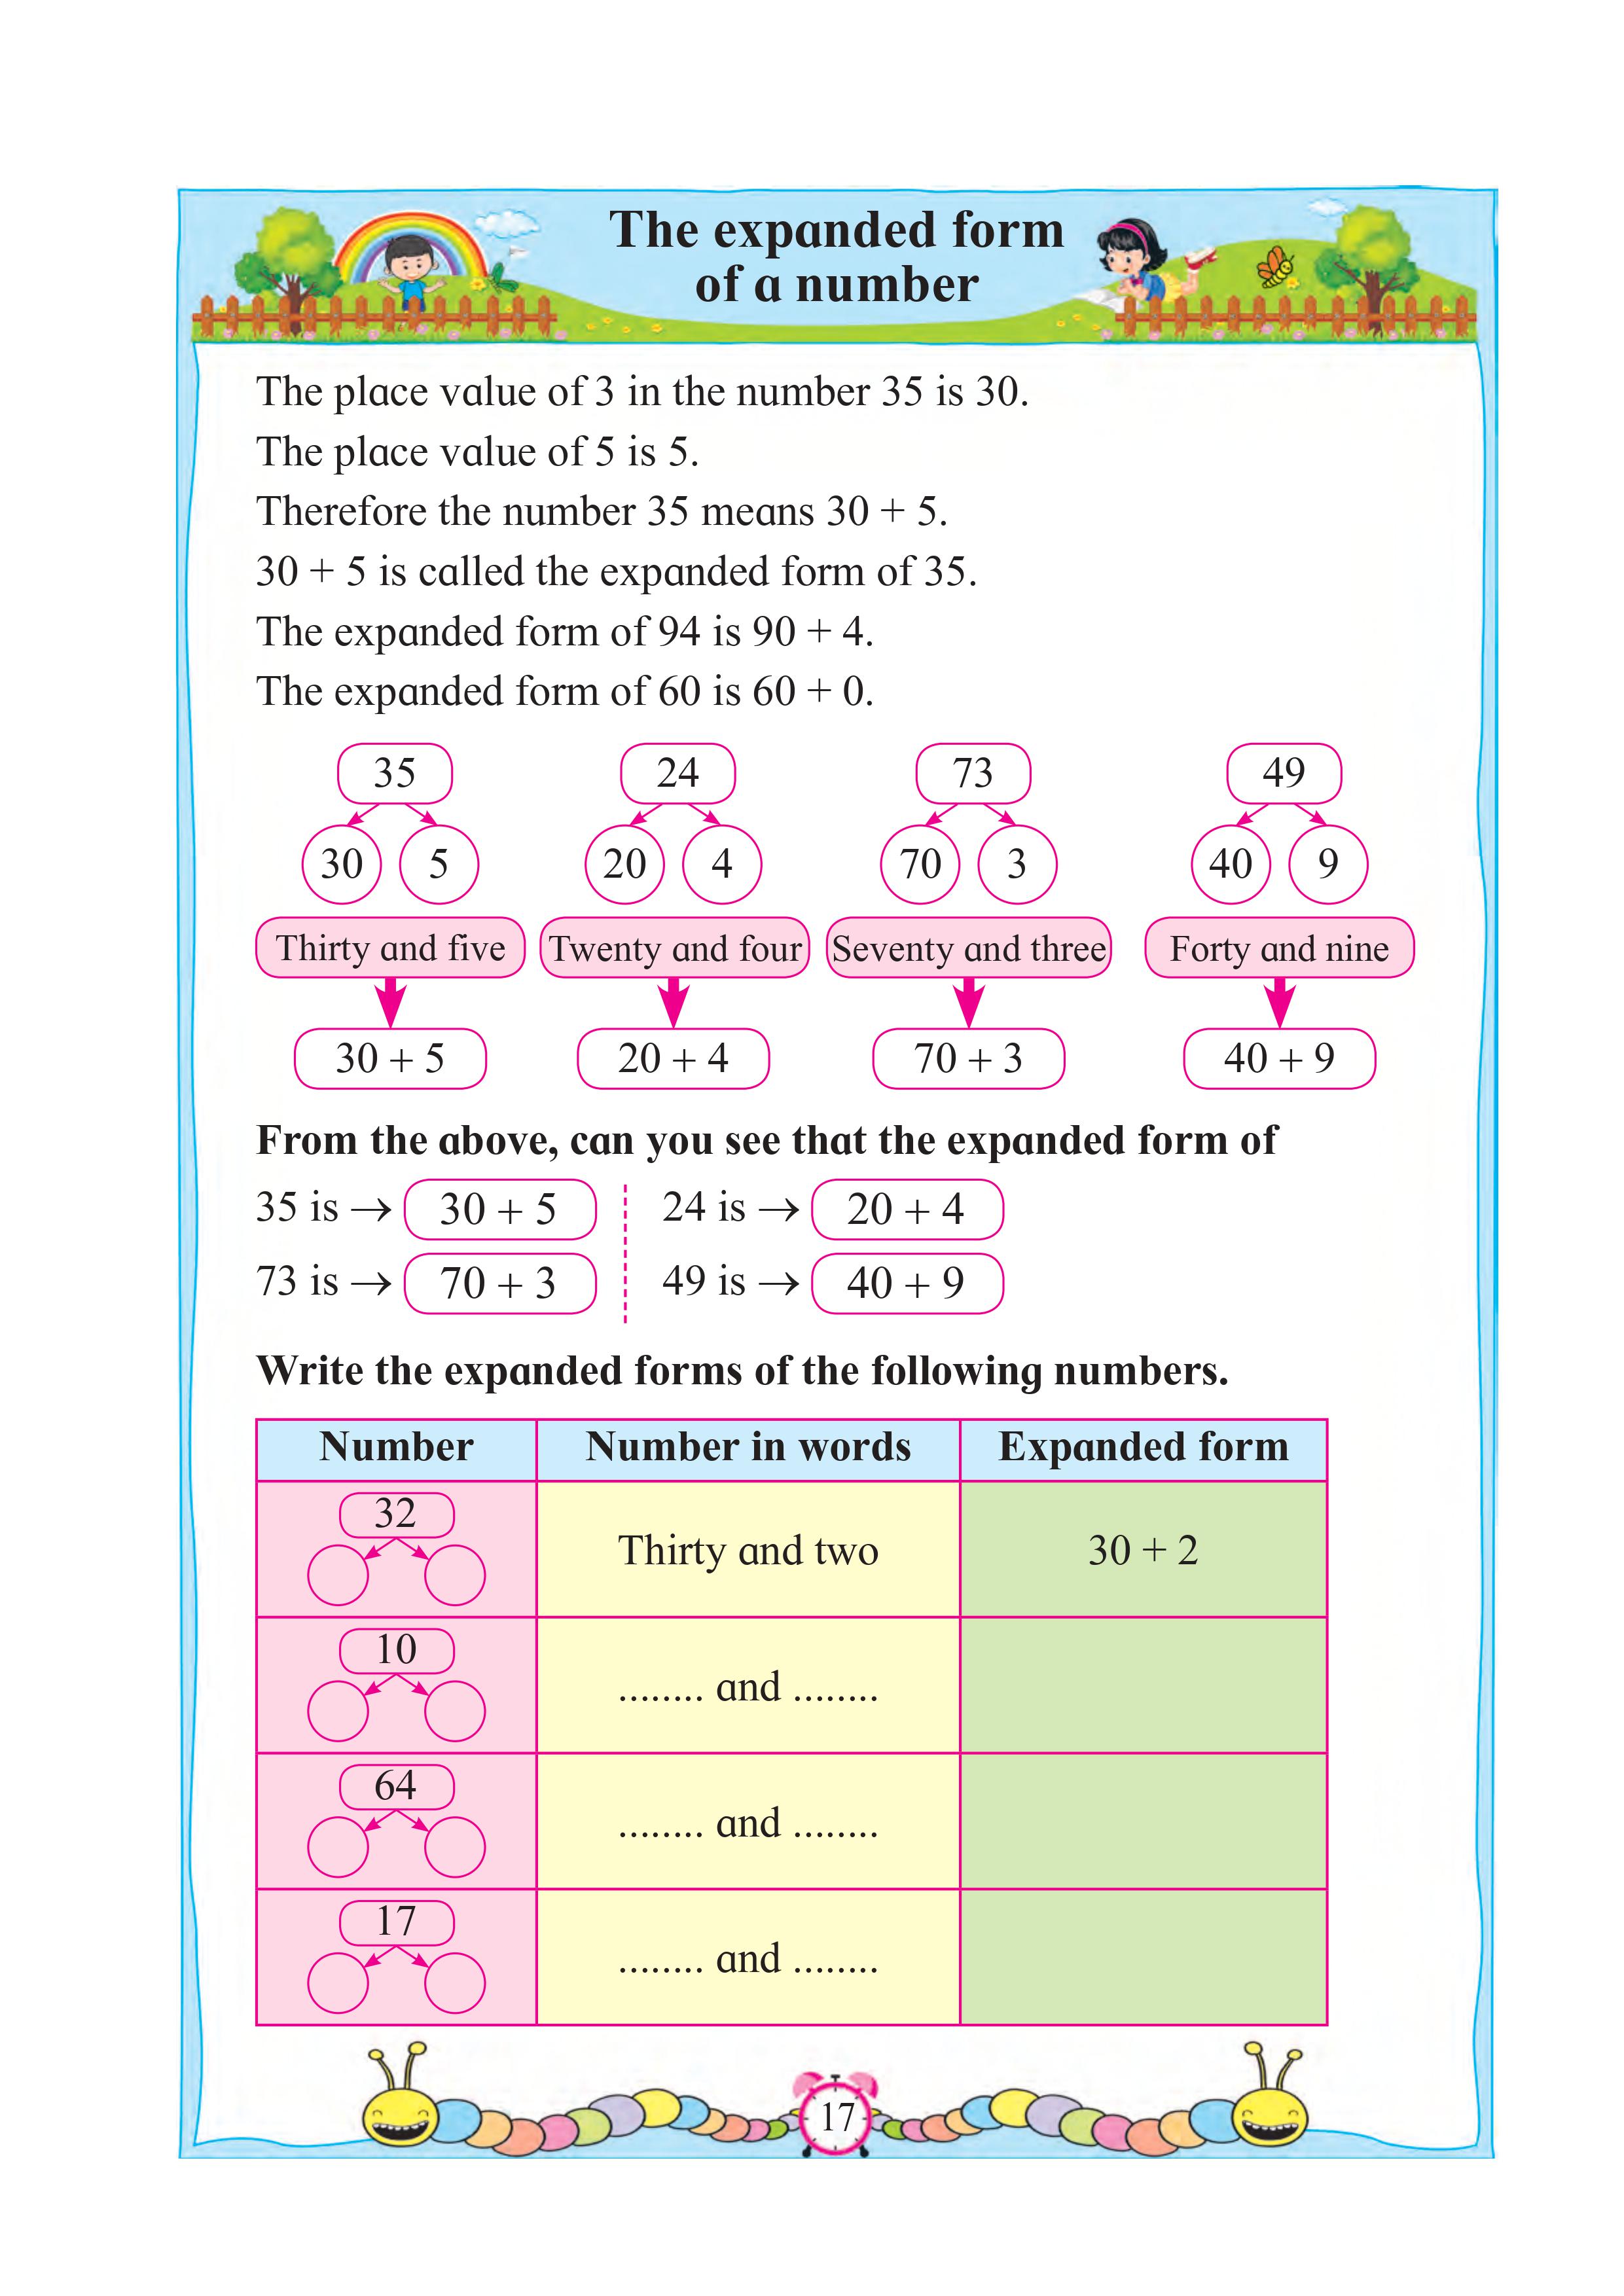 The expanded form
of a number
The place value of 3 in the number 35 is 30.
The place value of 5 is 5.
Therefore the number 35 means 30 + 5.
30 + 5 is called the expanded form of 35.
The expanded form of 94 is 90 + 4.
The expanded form of 60 is 60 + 0.
35 24 73 49
30 5 20 4 70 3 40 9
Thirty and five Twenty and four Seventy and three Forty and nine
30 + 5 20 + 4 70 + 3 40 + 9
From the above, can you see that the expanded form of
35 is → 30 + 5 24 is → 20 + 4
73 is → 70 + 3 49 is → 40 + 9
Write the expanded forms of the following numbers.
Number Number in words Expanded form
32
Thirty and two 30 + 2
10
........ and ........
64
........ and ........
17
........ and ........
17